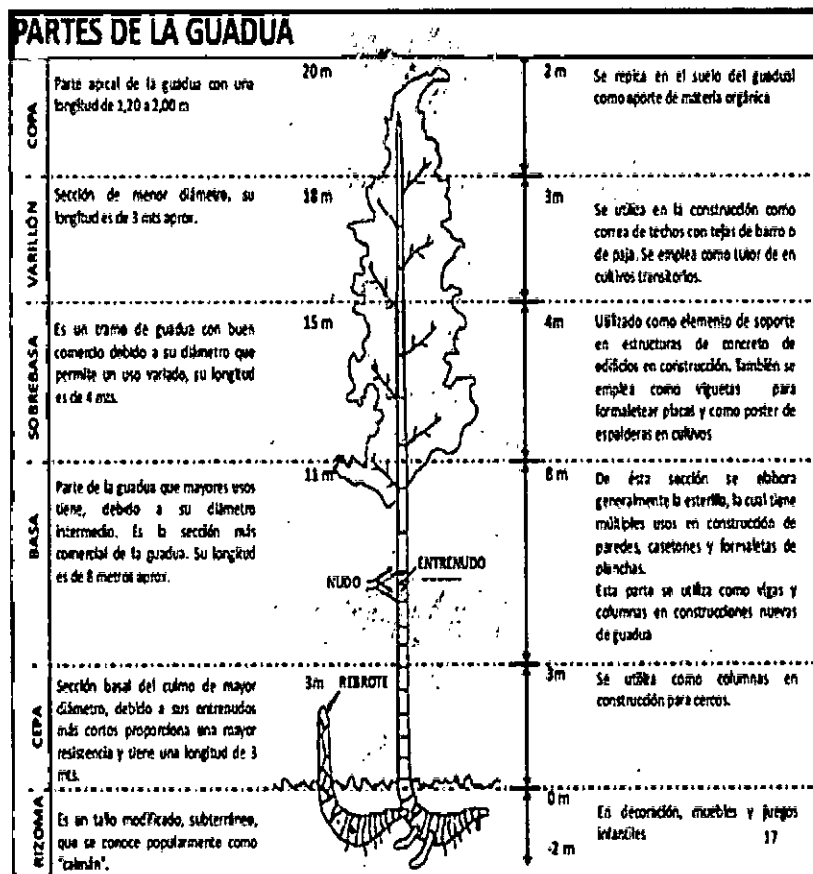 PARTES DE LA GUADUA
COPA
Parte apical de la guadua con una
longitud de 1,20 a 2,00 m
20 m
2 m
Se repica en el suelo del guadual
como aporte de materia orgánica
VARILLÓN
Sección de menor diámetro, su
longitud es de 3 mts aprox.
18 m
3m
Se utiliza en la construcción como
correa de techos con tejas de barro o
de paja. Se emplea como tutor de en
cultivos transitorios.
SOBREBASA
Es un tramo de guadua con buen
comercio debido a su diámetro que
permite un uso variado, su longitud
es de 4 mts.
15 m
4m
Utilizado como elemento de soporte
en estructuras de concreto de
edificios en construcción. También se
emplea como viguetas para
formaletear placas y como poster de
espalderas en cultivos
BASA
Parte de la guadua que mayores usos
tiene, debido a su diámetro
intermedio. Es la sección más
comercial de la guadua. Su longitud
es de 8 metros aprox.
11 m
NUDO
ENTRENUDO
8 m
De ésta sección se elabora
generalmente la esterilla, la cual tiene
múltiples usos en construcción de
paredes, casetones y formaletas de
planchas.
Esta parte se utiliza como vigas y
columnas en construcciones nuevas
de guadua
CEPA
Sección basal del culmo de mayor
diámetro, debido a sus entrenudos
más cortos proporciona una mayor
resistencia y tiene una longitud de 3
mts.
3m
REBROTE
3m
Se utiliza como columnas en
construcción para cercos.
RIZOMA
Es un tallo modificado, subterráneo,
que se conoce popularmente como
"caimán".
0 m
-2 m
En decoración, muebles y juegos
infantiles
17